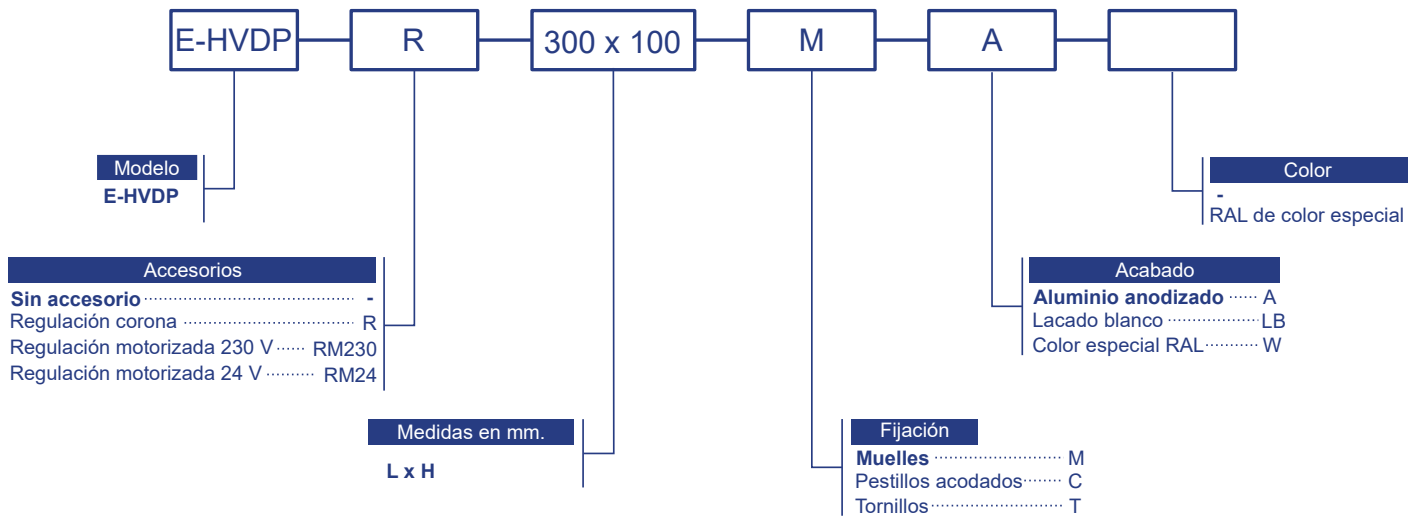 E-HVDP R 300 x 100 M A
Modelo
E-HVDP
Color
-
RAL de color especial
Accesorios
Sin accesorio -
Regulación corona R
Regulación motorizada 230 V RM230
Regulación motorizada 24 V RM24
Acabado
Aluminio anodizado A
Lacado blanco LB
Color especial RAL W
Medidas en mm.
L x H
Fijación
Muelles M
Pestillos acodados C
Tornillos T